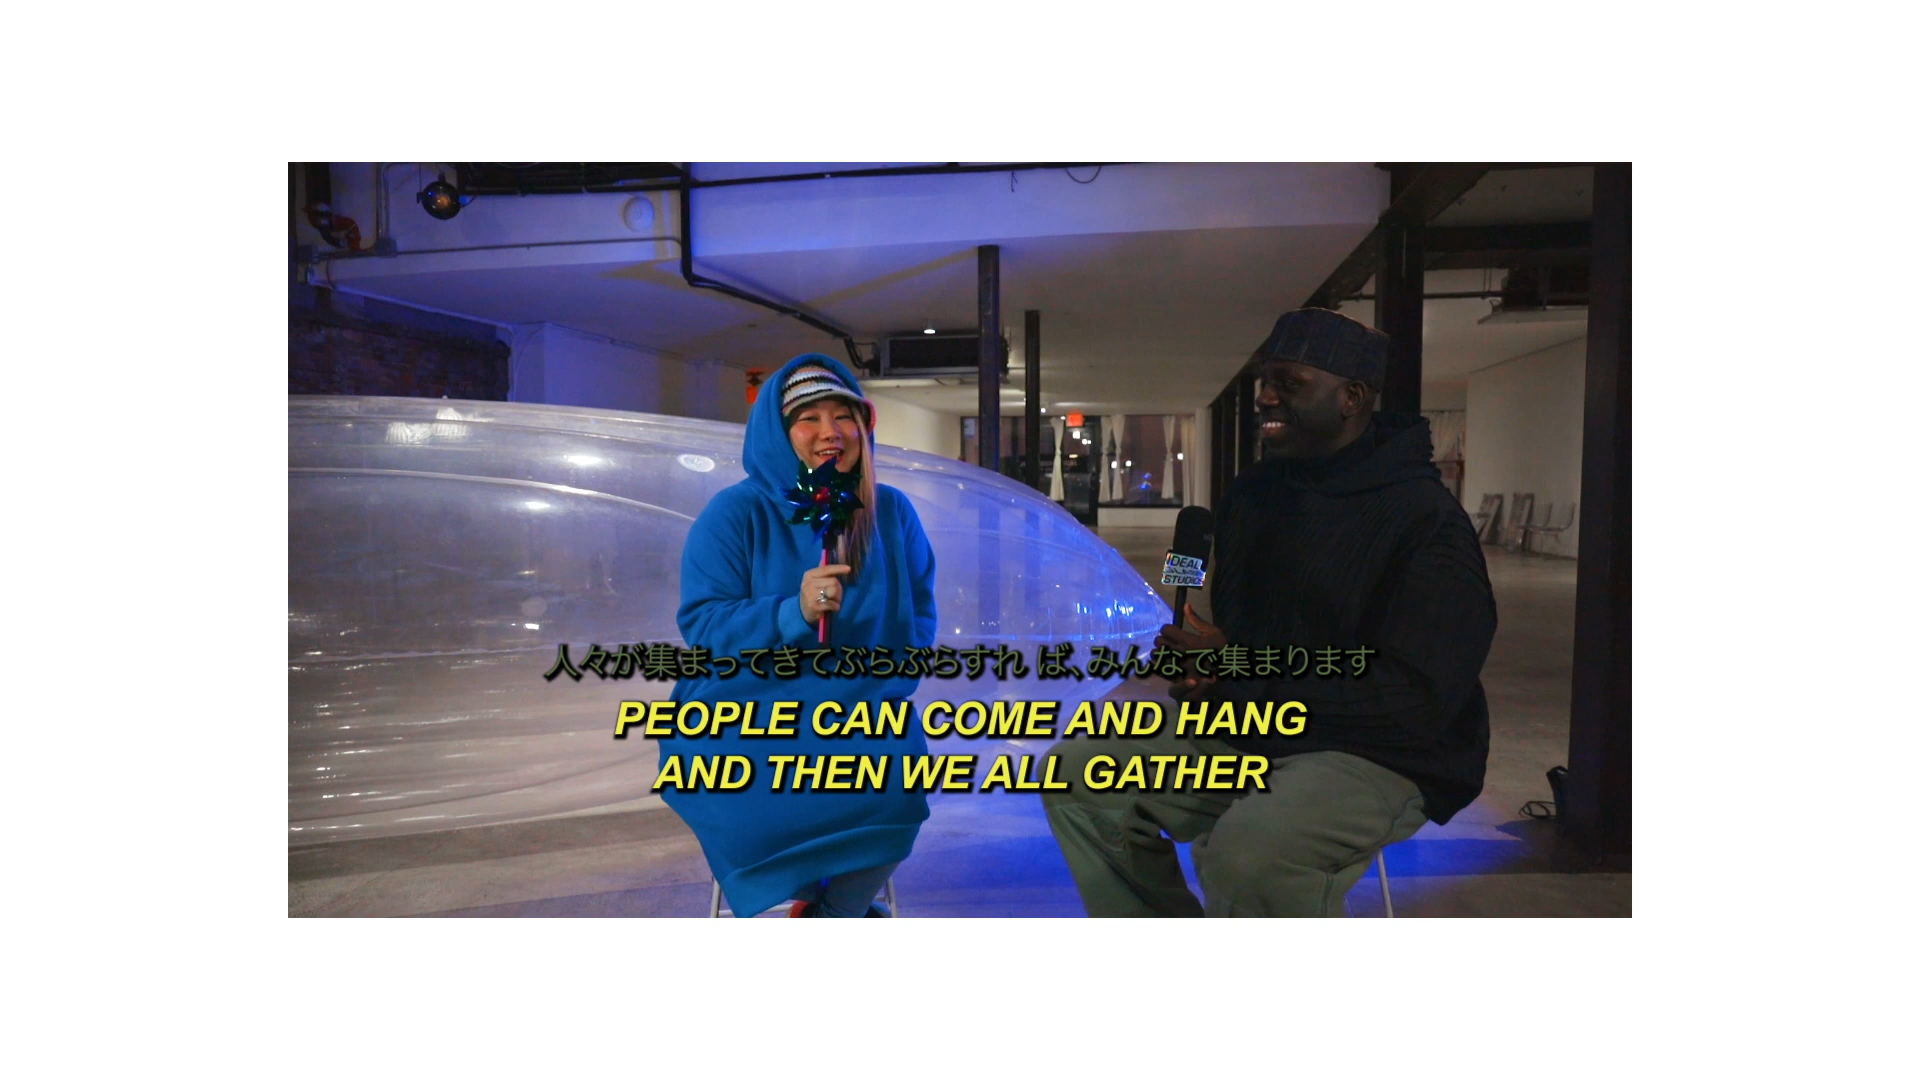 IDEAL
STUDIOS
人々が集まってきてぶらぶらすれ ば、みんなで集まります
PEOPLE CAN COME AND HANG
AND THEN WE ALL GATHER